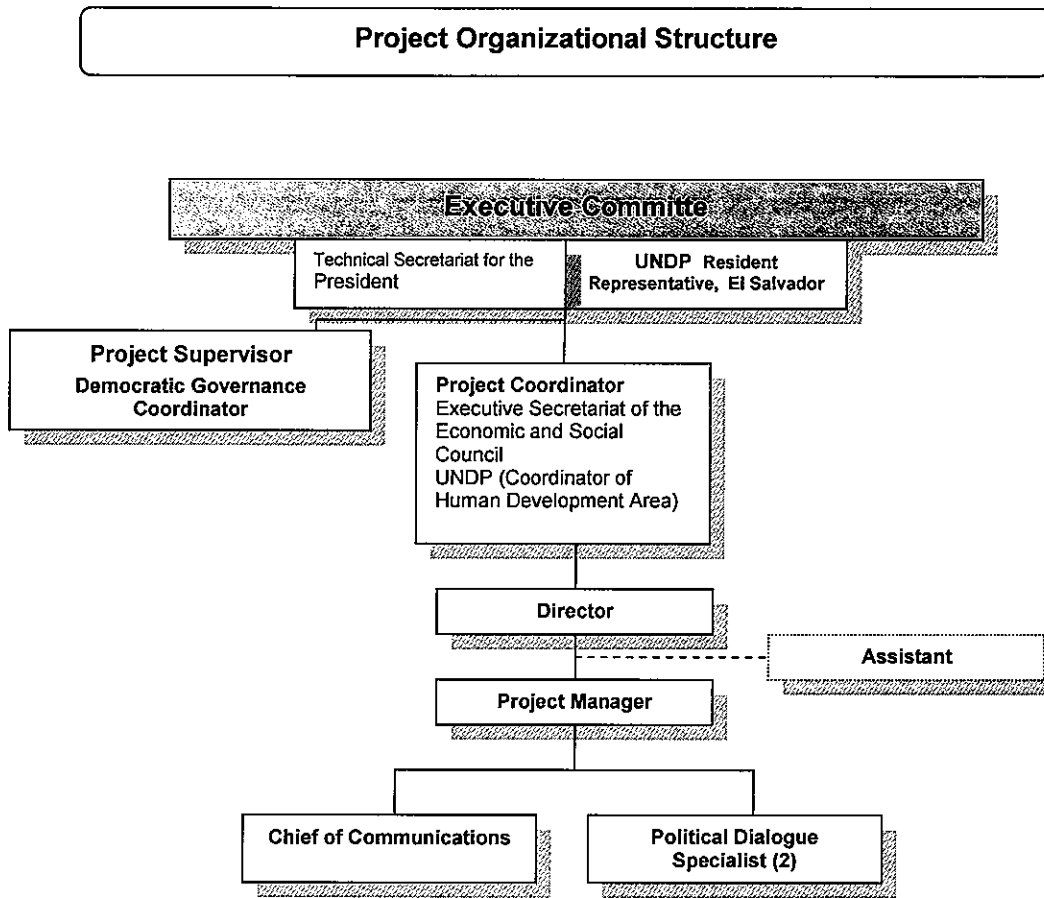 Project Organizational Structure
Executive Committe
Technical Secretariat for the
President
UNDP Resident
Representative, El Salvador
Project Supervisor
Democratic Governance
Coordinator
Project Coordinator
Executive Secretariat of the
Economic and Social
Council
UNDP (Coordinator of
Human Development Area)
Director
Assistant
Project Manager
Chief of Communications
Political Dialogue
Specialist (2)